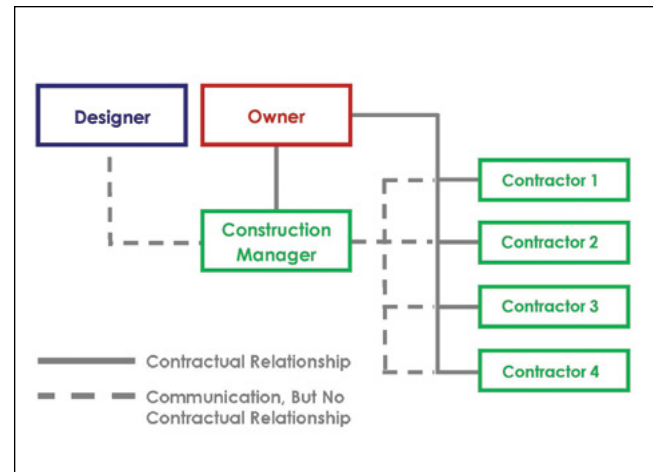 Designer
Owner
Contractor 1
Construction
Manager
Contractor 2
Contractor 3
Contractor 4
Contractual Relationship
Communication, But No
Contractual Relationship